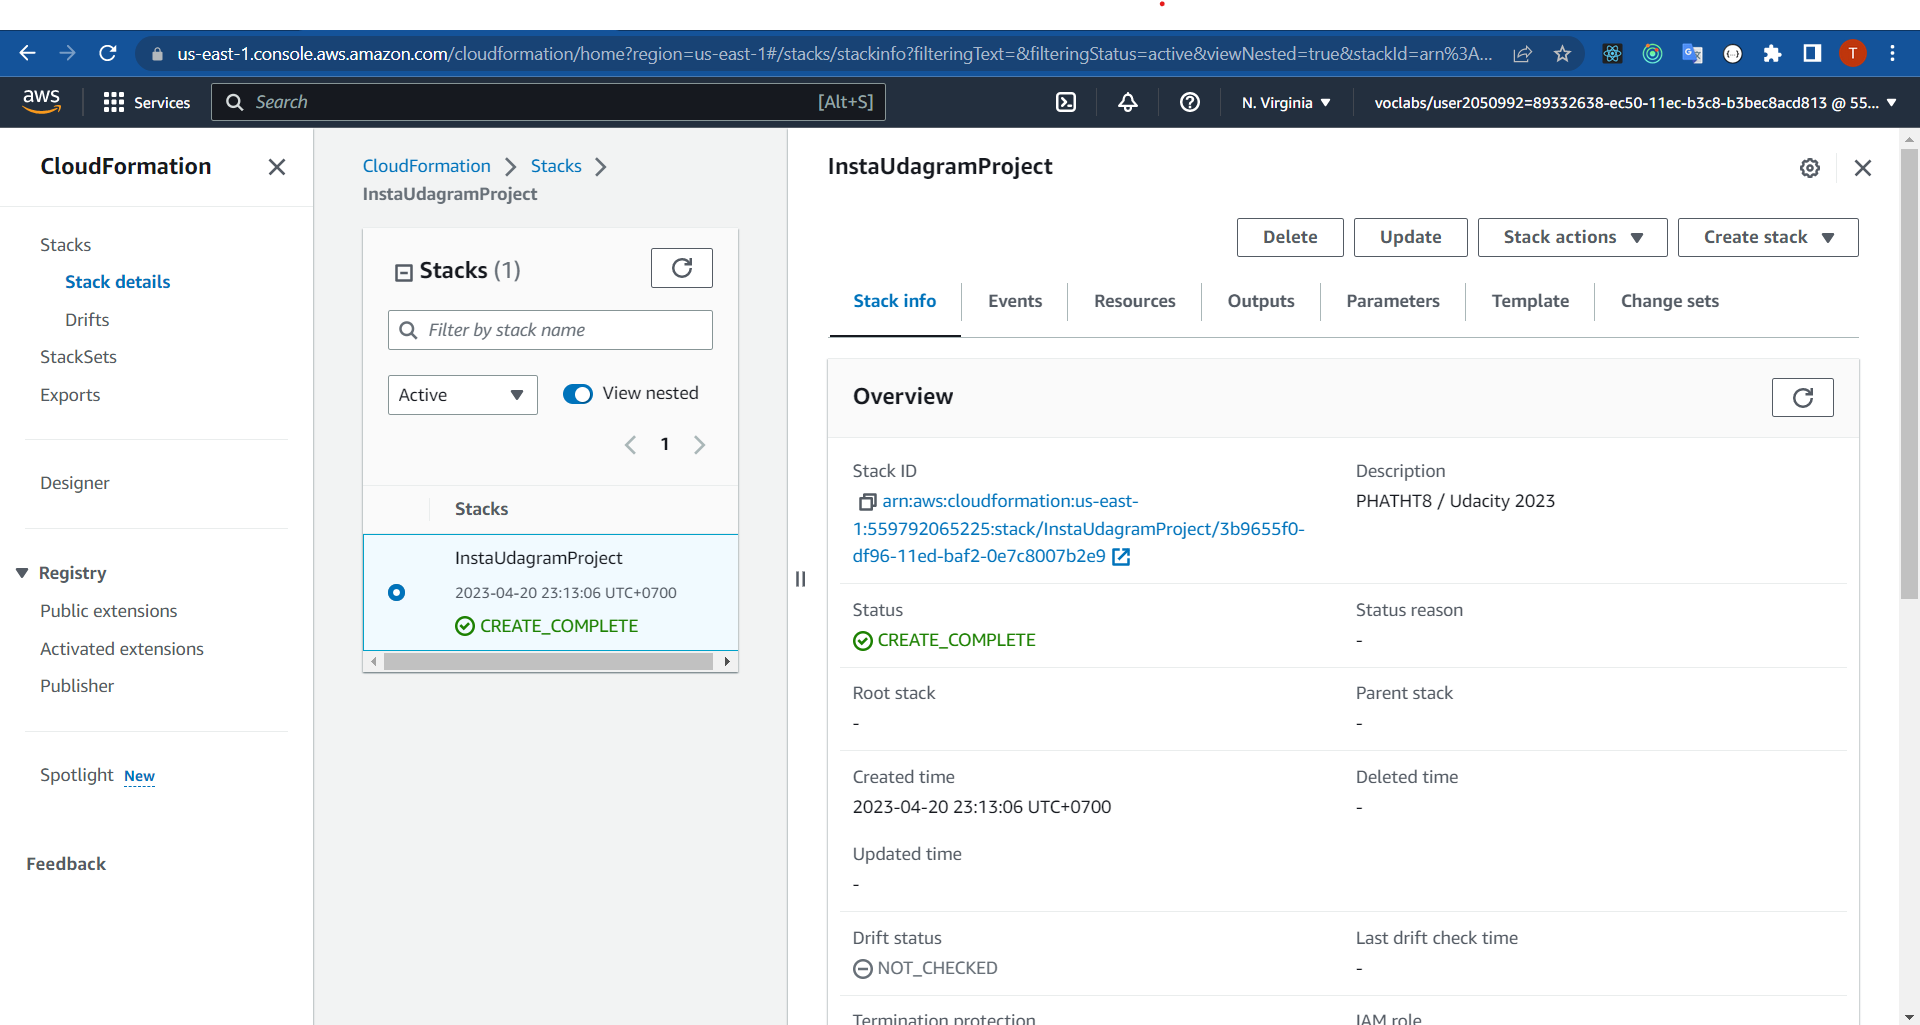 us-east-1.console.aws.amazon.com/cloudformation/home?region=us-east-1#/stacks/stackinfo?filteringText=&filteringStatus=active&viewNested=true&stackId=arn%3A...
T
aws
Services
Search
[Alt+S]
N. Virginia
voclabs/user2050992=89332638-ec50-11ec-b3c8-b3bec8acd813 @ 55...
CloudFormation
Stacks
Stack details
Drifts
StackSets
Exports
Designer
Registry
Public extensions
Activated extensions
Publisher
Spotlight New
Feedback
CloudFormation > Stacks >
InstaUdagramProject
Stacks (1)
Filter by stack name
Active
View nested
1
Stacks
InstaUdagramProject
2023-04-20 23:13:06 UTC+0700
CREATE_COMPLETE
InstaUdagramProject
Delete
Update
Stack actions
Create stack
Stack info
Events
Resources
Outputs
Parameters
Template
Change sets
Overview
Stack ID
arn:aws:cloudformation:us-east-
1:559792065225:stack/InstaUdagramProject/3b9655f0-
df96-11ed-baf2-0e7c8007b2e9
Description
PHATHT8 / Udacity 2023
Status
CREATE_COMPLETE
Status reason
-
Root stack
-
Parent stack
-
Created time
2023-04-20 23:13:06 UTC+0700
Deleted time
-
Updated time
-
Drift status
NOT_CHECKED
Last drift check time
-
Termination protection
IAM role